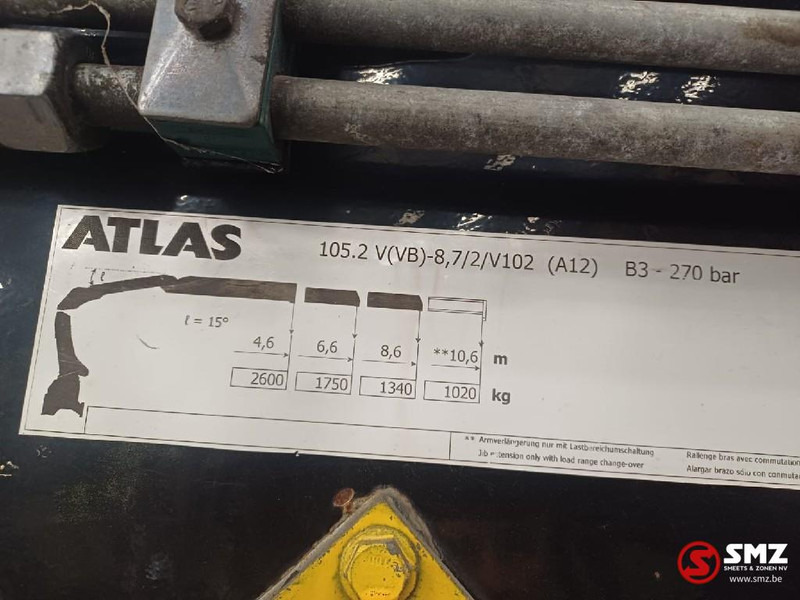 ATLAS 105.2 V(VB)-8,7/2/V102 (A12) B3 - 270 bar
ℓ
ℓ = 15° 4,6 6,6 8,6 **10,6 m
2600 1750 1340 1020 kg
** Armverlängerung nur mit Lastbereichumschaltung Rallenge bras avec commutation
Jib extension only with load range change-over Alargar brazo sólo con conmutac
SMZ
SHEETS & ZONEN NV
www.smz.be